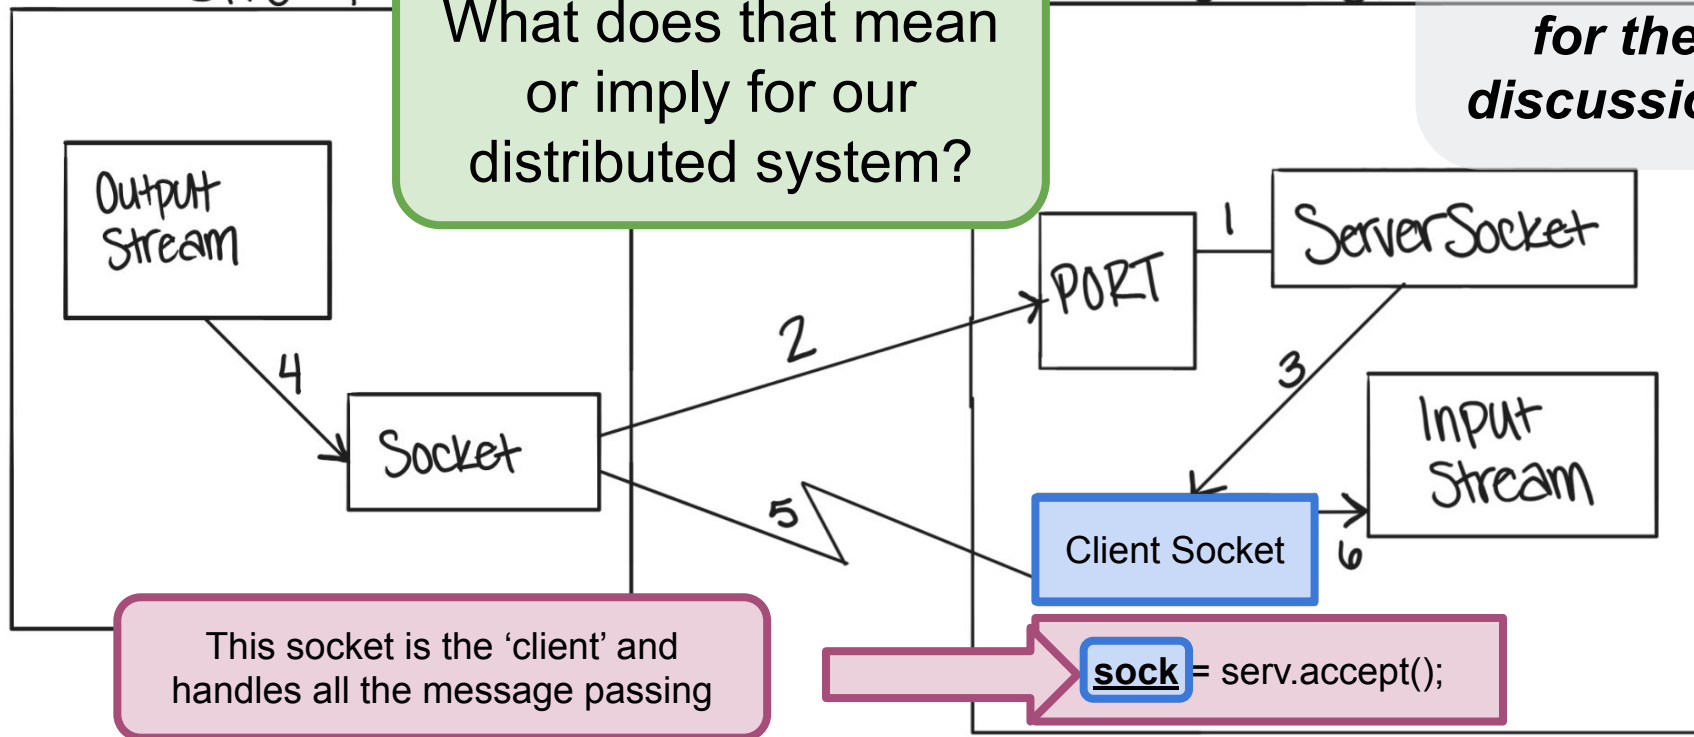 What does that mean
or imply for our
distributed system?
for the
Output
Stream
1
ServerSocket
PORT
2
3
4
Socket
Input
Stream
5
Client Socket
6
This socket is the ‘client’ and
handles all the message passing
sock = serv.accept();